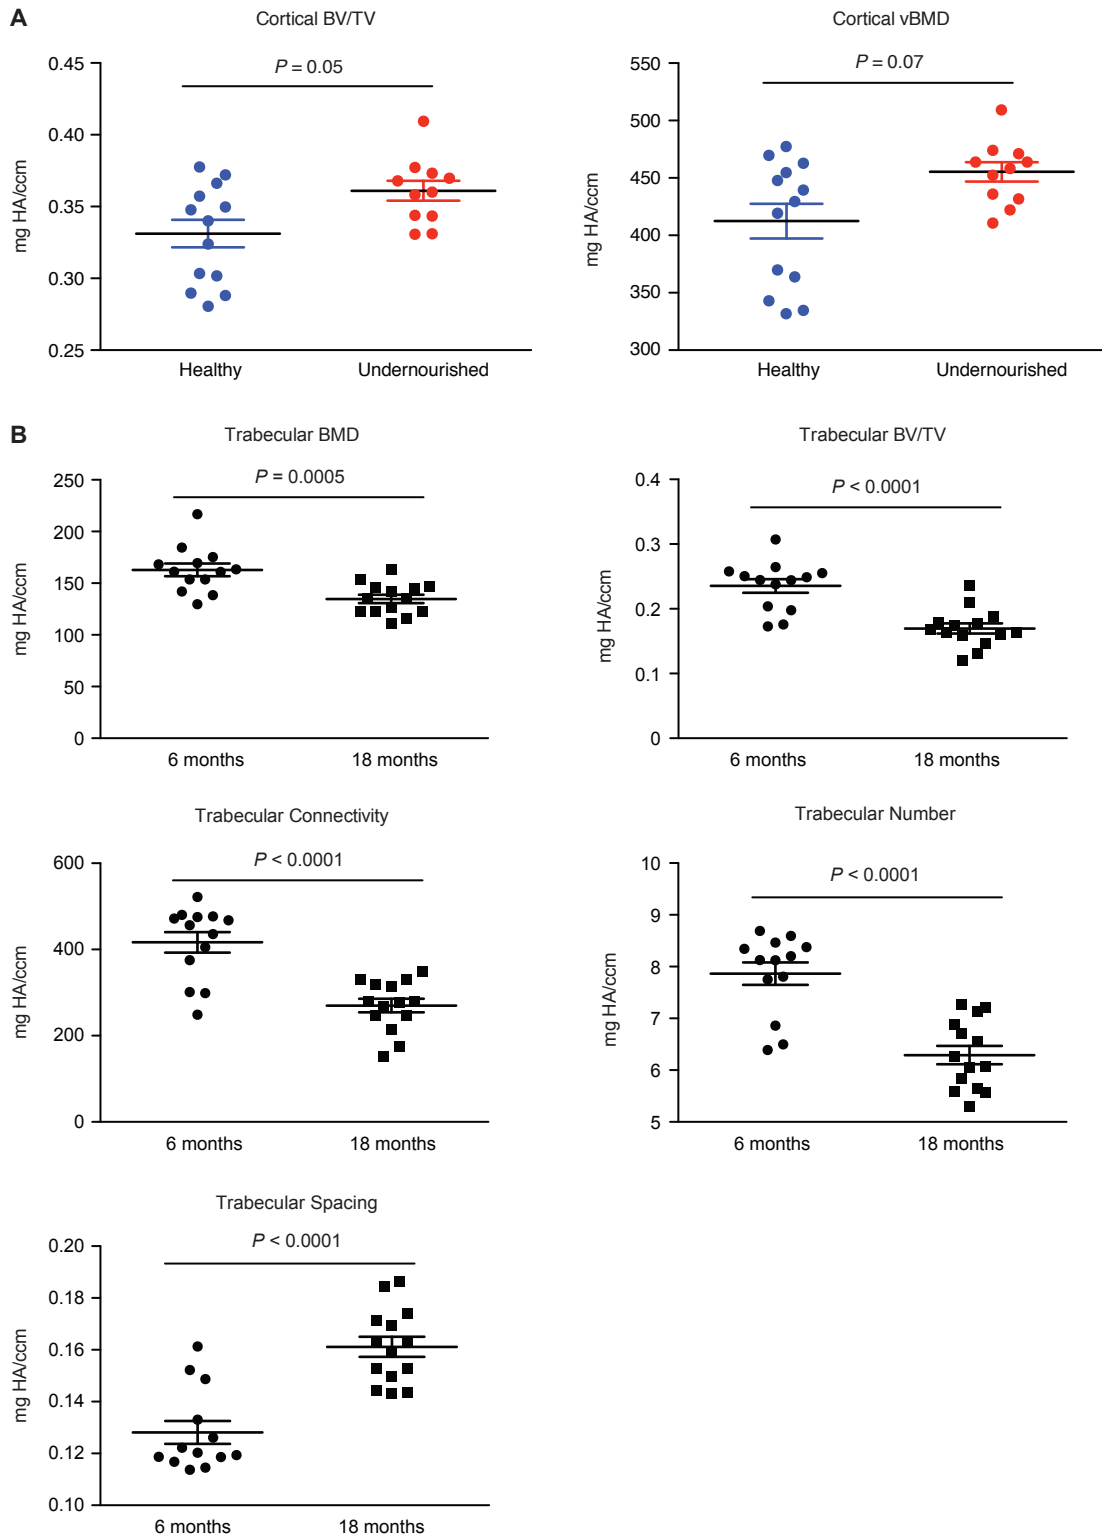 A
Cortical BV/TV
P = 0.05
mg HA/ccm
0.45
0.40
0.35
0.30
0.25
Healthy
Undernourished
Cortical vBMD
P = 0.07
mg HA/ccm
550
500
450
400
350
300
Healthy
Undernourished
B
Trabecular BMD
P = 0.0005
mg HA/ccm
250
200
150
100
50
0
6 months
18 months
Trabecular BV/TV
P < 0.0001
mg HA/ccm
0.4
0.3
0.2
0.1
0
6 months
18 months
Trabecular Connectivity
P < 0.0001
mg HA/ccm
600
400
200
0
6 months
18 months
Trabecular Number
P < 0.0001
mg HA/ccm
10
9
8
7
6
5
6 months
18 months
Trabecular Spacing
P < 0.0001
mg HA/ccm
0.20
0.18
0.16
0.14
0.12
0.10
6 months
18 months